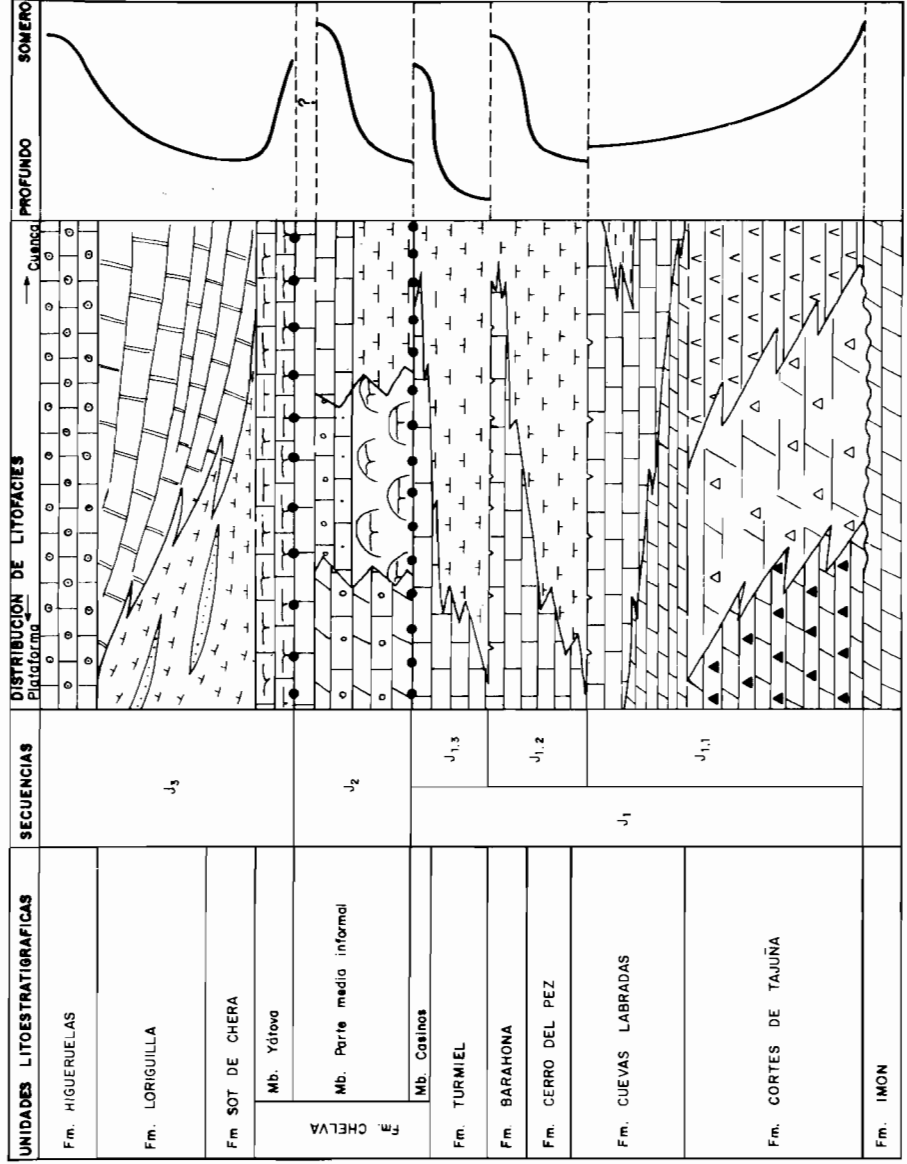 UNIDADES LITOESTRATIGRAFICAS
SECUENCIAS
DISTRIBUCION DE LITOFACIES
Plataforma
Cuenca
PROFUNDO
SOMERO
Fm. HIGUERUELAS
Fm. LORIGUILLA
Fm SOT DE CHERA
Fm. CHELVA
Mb. Yátova
Mb. Parte media informal
Mb. Casinos
Fm. TURMIEL
Fm. BARAHONA
Fm. CERRO DEL PEZ
Fm. CUEVAS LABRADAS
Fm. CORTES DE TAJUÑA
Fm. IMON
J3
J2
J1
J1.3
J1.2
J1.1
?